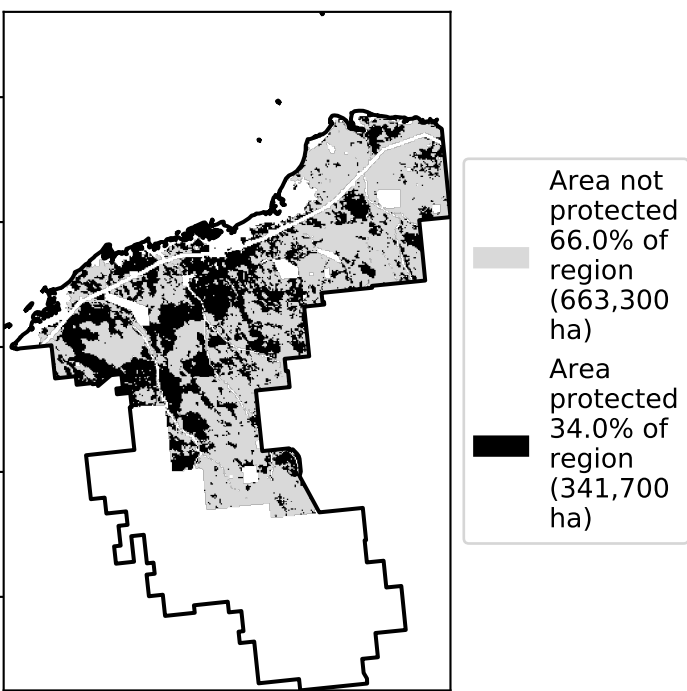 Area not
protected
66.0% of
region
(663,300
ha)
Area
protected
34.0% of
region
(341,700
ha)